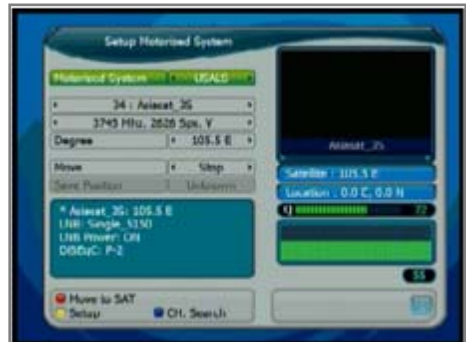 Setup Motorised System
Motorised System USALS
34 : Asiasat_3S
3745 Mhz, 2626 Sps, V
Degree 105.5 E
Move Stop
Save Position Unknown
* Asiasat_3S: 105.5 E
LNB: Single_5150
LNB Power: ON
DiSEqC: P-2
Move to SAT
Setup CH. Search
Asiasat_3S
Satellite : 105.5 E
Location : 0.0 E, 0.0 N
Q 72
55